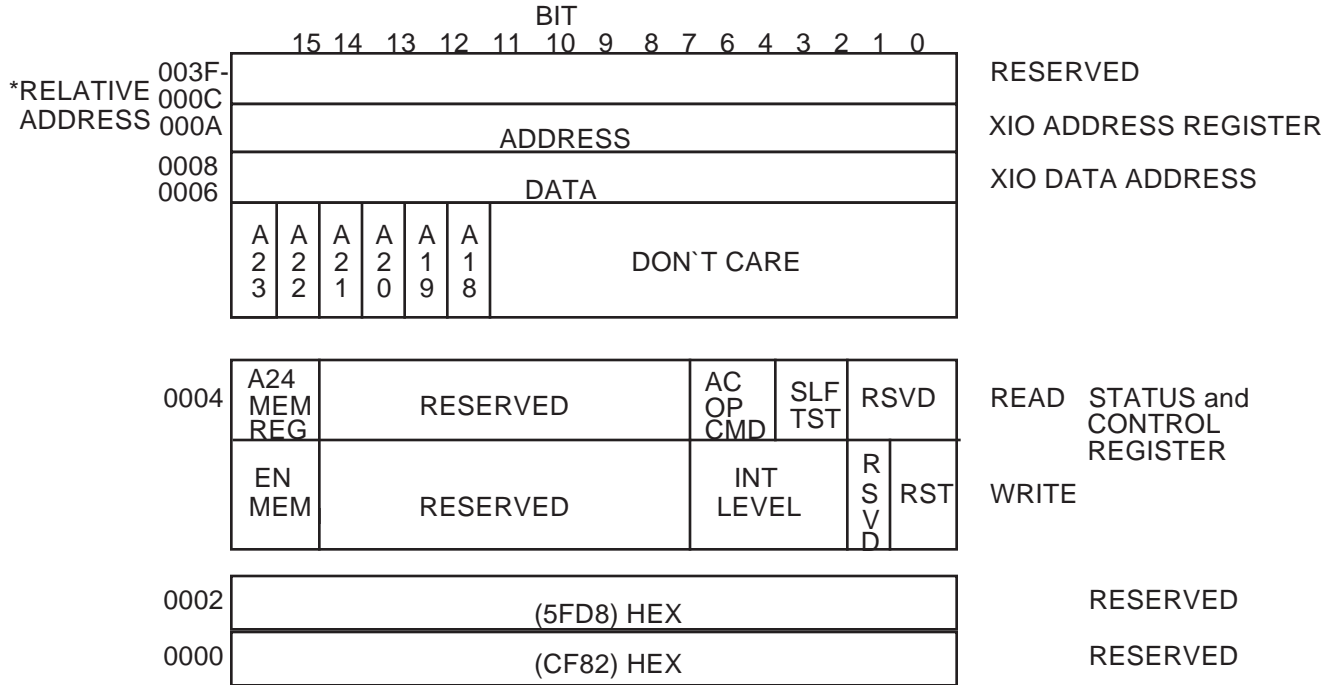 BIT
15 14 13 12 11 10 9 8 7 6 4 3 2 1 0
*RELATIVE ADDRESS
003F-
000C
RESERVED
000A
ADDRESS
XIO ADDRESS REGISTER
0008
0006
DATA
XIO DATA ADDRESS
A23 A22 A21 A20 A19 A18 DON`T CARE
0004
A24 MEM REG
RESERVED
AC OP CMD
SLF TST
RSVD
READ
STATUS and CONTROL REGISTER
EN MEM
RESERVED
INT LEVEL
RSVD
RST
WRITE
0002
(5FD8) HEX
RESERVED
0000
(CF82) HEX
RESERVED